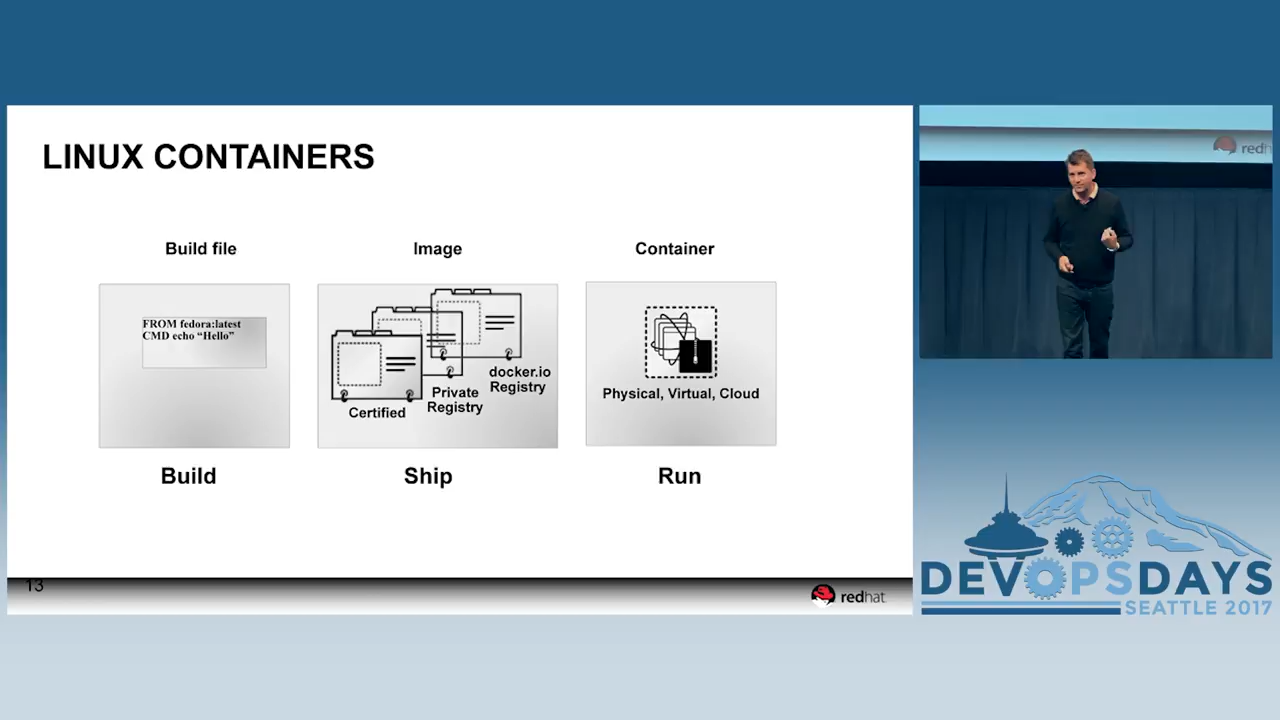 LINUX CONTAINERS
Build file
Image
Container
FROM fedora:latest
CMD echo “Hello”
Certified
Private
Registry
docker.io
Registry
Physical, Virtual, Cloud
Build
Ship
Run
13
redhat
redh
DEVOPSDAYS
SEATTLE 2017